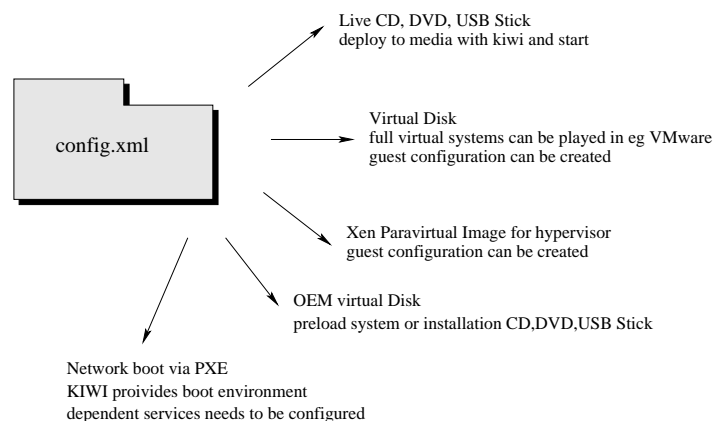 Live CD, DVD, USB Stick
deploy to media with kiwi and start
config.xml
Virtual Disk
full virtual systems can be played in eg VMware
guest configuration can be created
Xen Paravirtual Image for hypervisor
guest configuration can be created
OEM virtual Disk
preload system or installation CD,DVD,USB Stick
Network boot via PXE
KIWI proivides boot environment
dependent services needs to be configured